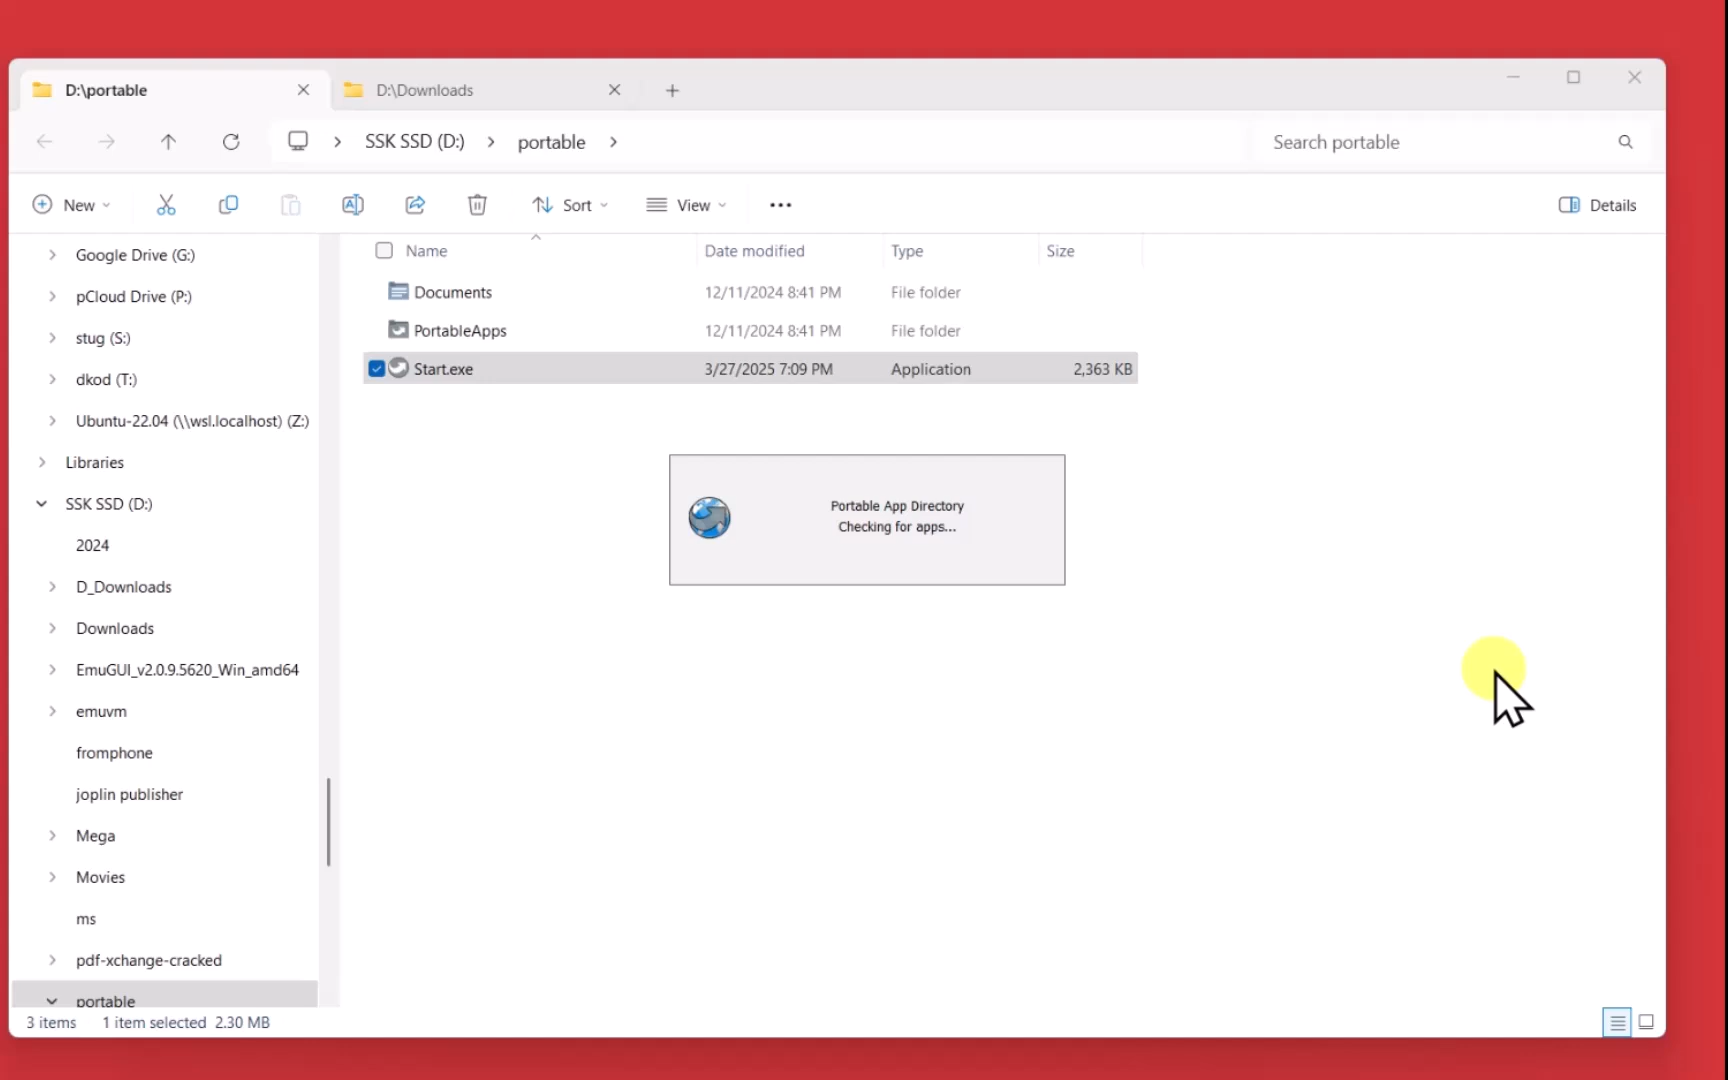 D:\portable
D:\Downloads
SSK SSD (D:)
portable
Search portable
New
Sort
View
Details
Name
Date modified
Type
Size
Documents
12/11/2024 8:41 PM
File folder
PortableApps
12/11/2024 8:41 PM
File folder
Start.exe
3/27/2025 7:09 PM
Application
2,363 KB
Google Drive (G:)
pCloud Drive (P:)
stug (S:)
dkod (T:)
Ubuntu-22.04 (\\wsl.localhost) (Z:)
Libraries
SSK SSD (D:)
2024
D_Downloads
Downloads
EmuGUI_v2.0.9.5620_Win_amd64
emuvm
fromphone
joplin publisher
Mega
Movies
ms
pdf-xchange-cracked
portable
Portable App Directory
Checking for apps...
3 items
1 item selected 2.30 MB